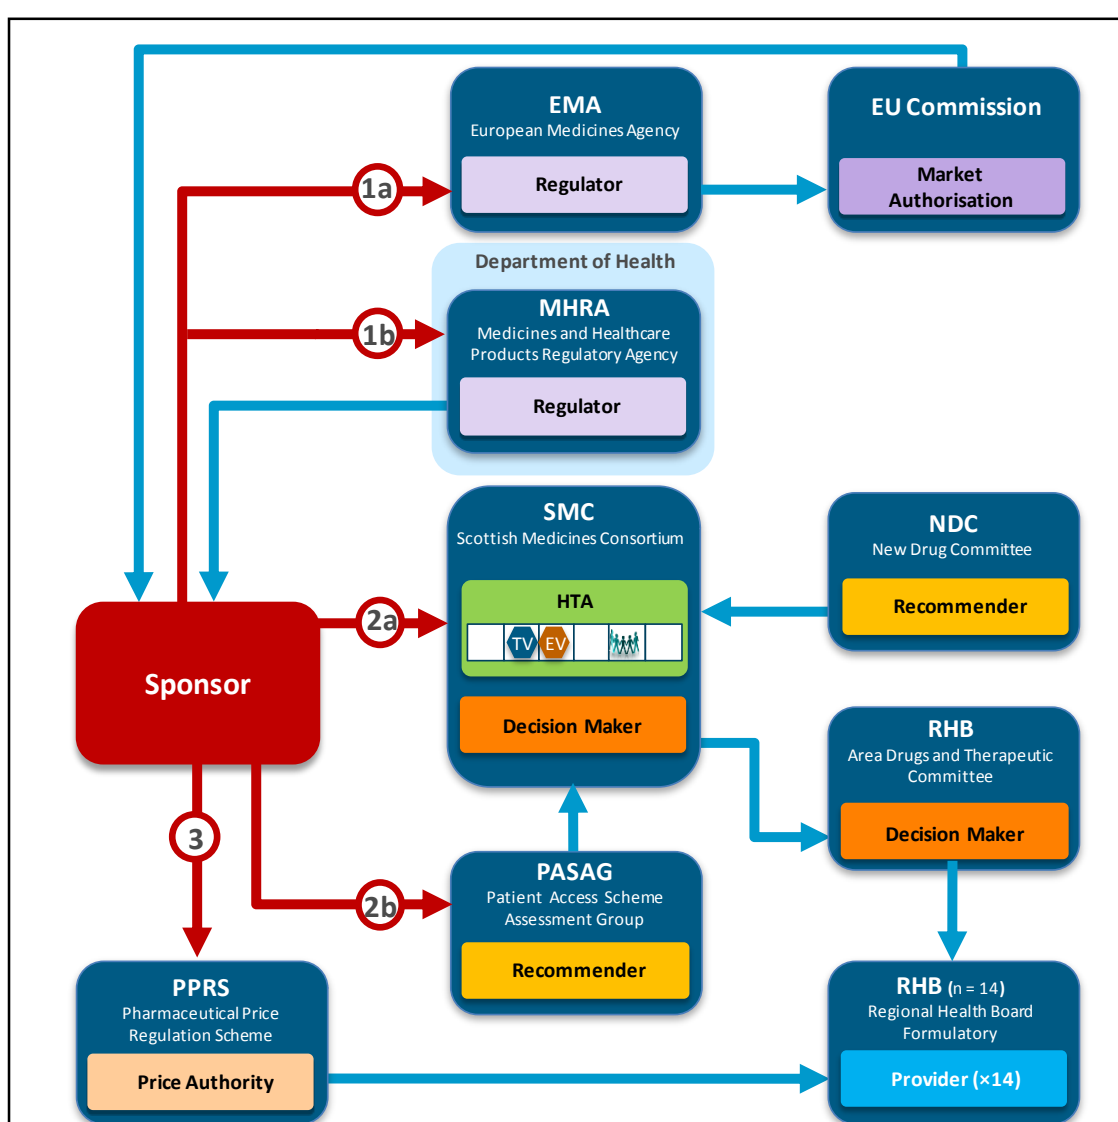 EMA
European Medicines Agency
Regulator
EU Commission
Market
Authorisation
1a
Department of Health
MHRA
Medicines and Healthcare
Products Regulatory Agency
Regulator
1b
SMC
Scottish Medicines Consortium
HTA
TV
EV
Decision Maker
NDC
New Drug Committee
Recommender
2a
Sponsor
RHB
Area Drugs and Therapeutic
Committee
Decision Maker
3
2b
PASAG
Patient Access Scheme
Assessment Group
Recommender
PPRS
Pharmaceutical Price
Regulation Scheme
Price Authority
RHB (n = 14)
Regional Health Board
Formulatory
Provider (×14)